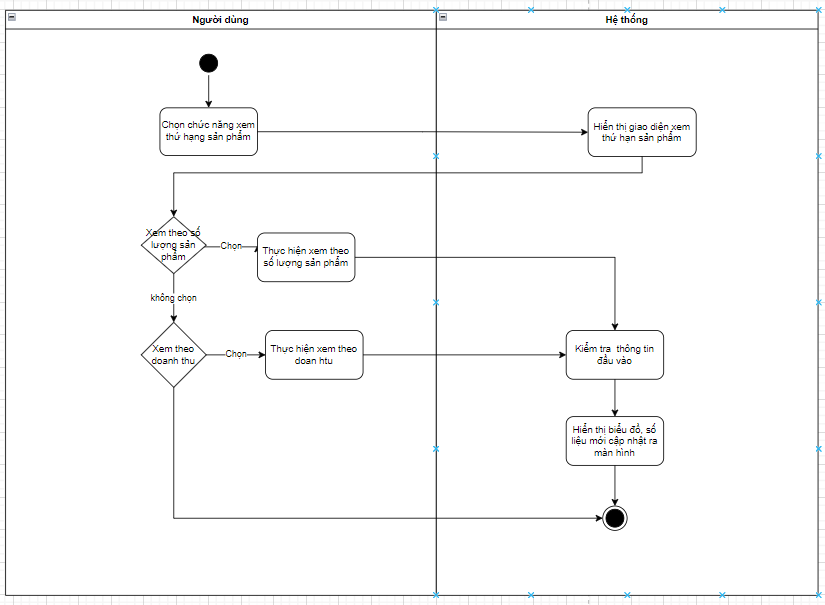 Người dùng
Hệ thống
Chọn chức năng xem
thứ hạng sản phẩm
Hiển thị giao diện xem
thứ hạn sản phẩm
Xem theo số
lượng sản
phẩm
Chọn
Thực hiện xem theo
số lượng sản phẩm
không chọn
Xem theo
doanh thu
Chọn
Thực hiện xem theo
doan htu
Kiểm tra thông tin
đầu vào
Hiển thị biểu đồ, số
liệu mới cập nhật ra
màn hình